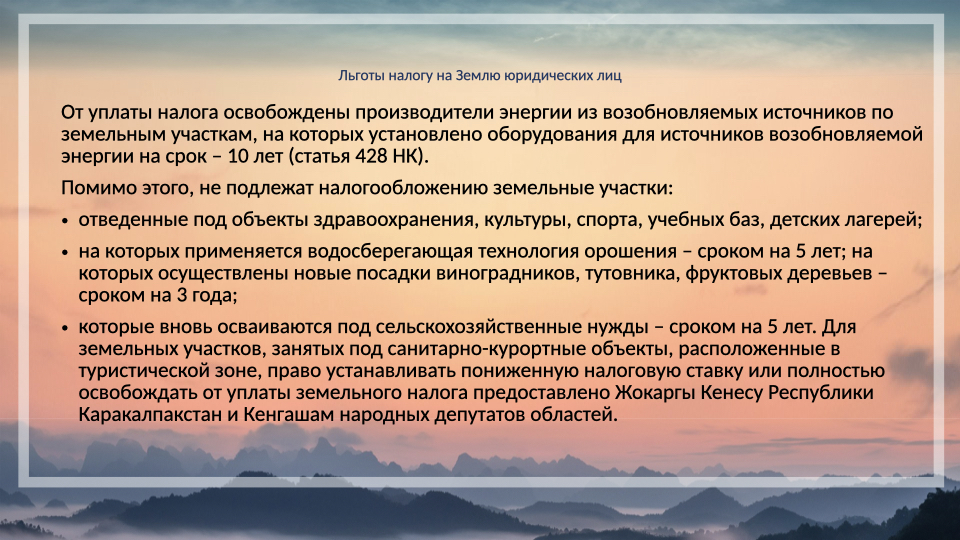 Льготы налогу на Землю юридических лиц
От уплаты налога освобождены производители энергии из возобновляемых источников по
земельным участкам, на которых установлено оборудования для источников возобновляемой
энергии на срок – 10 лет (статья 428 НК).
Помимо этого, не подлежат налогообложению земельные участки:
• отведенные под объекты здравоохранения, культуры, спорта, учебных баз, детских лагерей;
• на которых применяется водосберегающая технология орошения – сроком на 5 лет; на
которых осуществлены новые посадки виноградников, тутовника, фруктовых деревьев –
сроком на 3 года;
• которые вновь осваиваются под сельскохозяйственные нужды – сроком на 5 лет. Для
земельных участков, занятых под санитарно-курортные объекты, расположенные в
туристической зоне, право устанавливать пониженную налоговую ставку или полностью
освобождать от уплаты земельного налога предоставлено Жокаргы Кенесу Республики
Каракалпакстан и Кенгашам народных депутатов областей.